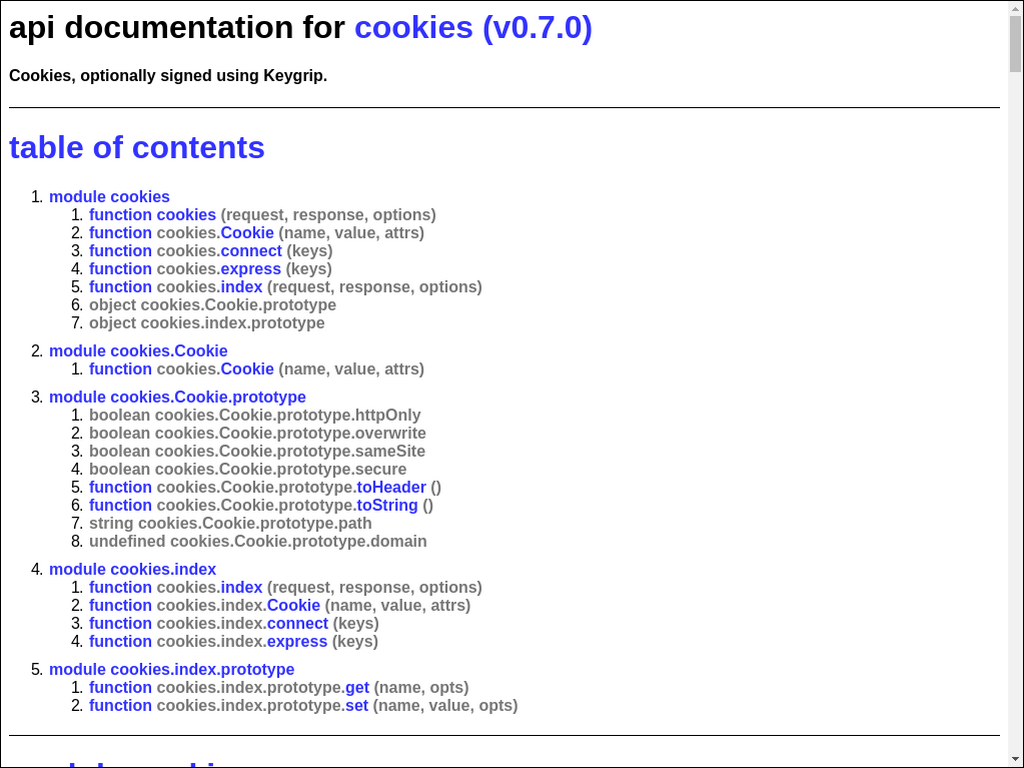 api documentation for cookies (v0.7.0)
Cookies, optionally signed using Keygrip.
table of contents
1. module cookies
1. function cookies (request, response, options)
2. function cookies.Cookie (name, value, attrs)
3. function cookies.connect (keys)
4. function cookies.express (keys)
5. function cookies.index (request, response, options)
6. object cookies.Cookie.prototype
7. object cookies.index.prototype
2. module cookies.Cookie
1. function cookies.Cookie (name, value, attrs)
3. module cookies.Cookie.prototype
1. boolean cookies.Cookie.prototype.httpOnly
2. boolean cookies.Cookie.prototype.overwrite
3. boolean cookies.Cookie.prototype.sameSite
4. boolean cookies.Cookie.prototype.secure
5. function cookies.Cookie.prototype.toHeader ()
6. function cookies.Cookie.prototype.toString ()
7. string cookies.Cookie.prototype.path
8. undefined cookies.Cookie.prototype.domain
4. module cookies.index
1. function cookies.index (request, response, options)
2. function cookies.index.Cookie (name, value, attrs)
3. function cookies.index.connect (keys)
4. function cookies.index.express (keys)
5. module cookies.index.prototype
1. function cookies.index.prototype.get (name, opts)
2. function cookies.index.prototype.set (name, value, opts)